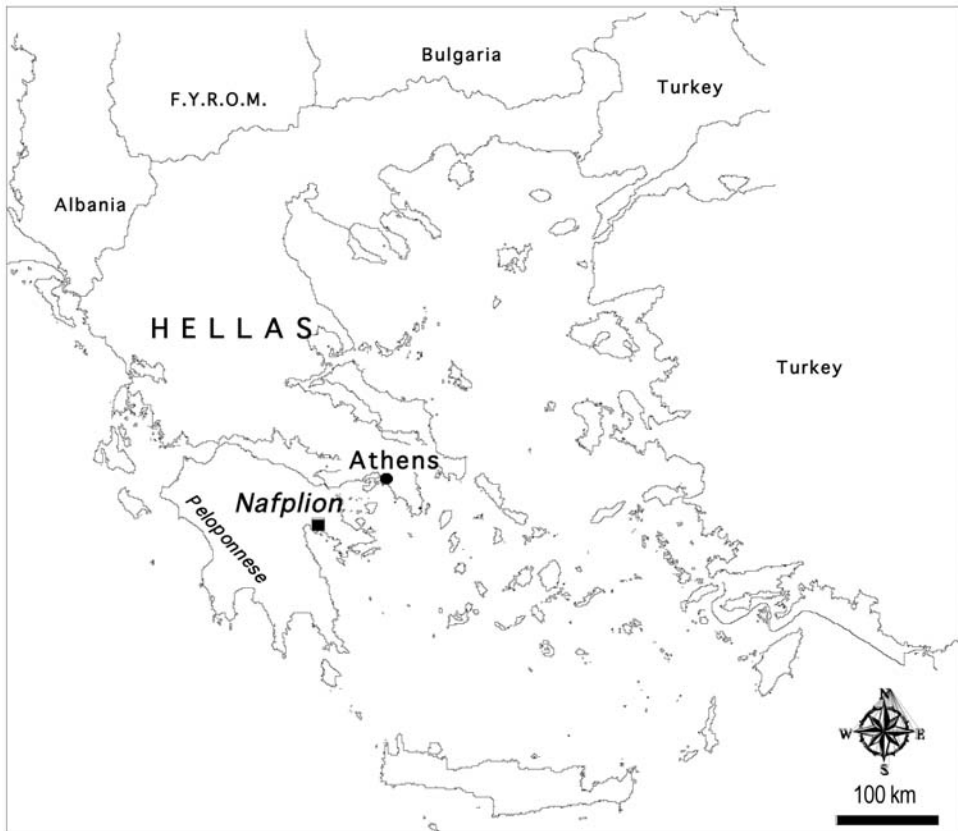 Bulgaria
F.Y.R.O.M.
Turkey
Albania
HELLAS
Turkey
Athens
Nafplion
Peloponnese
N
W E
S
100 km